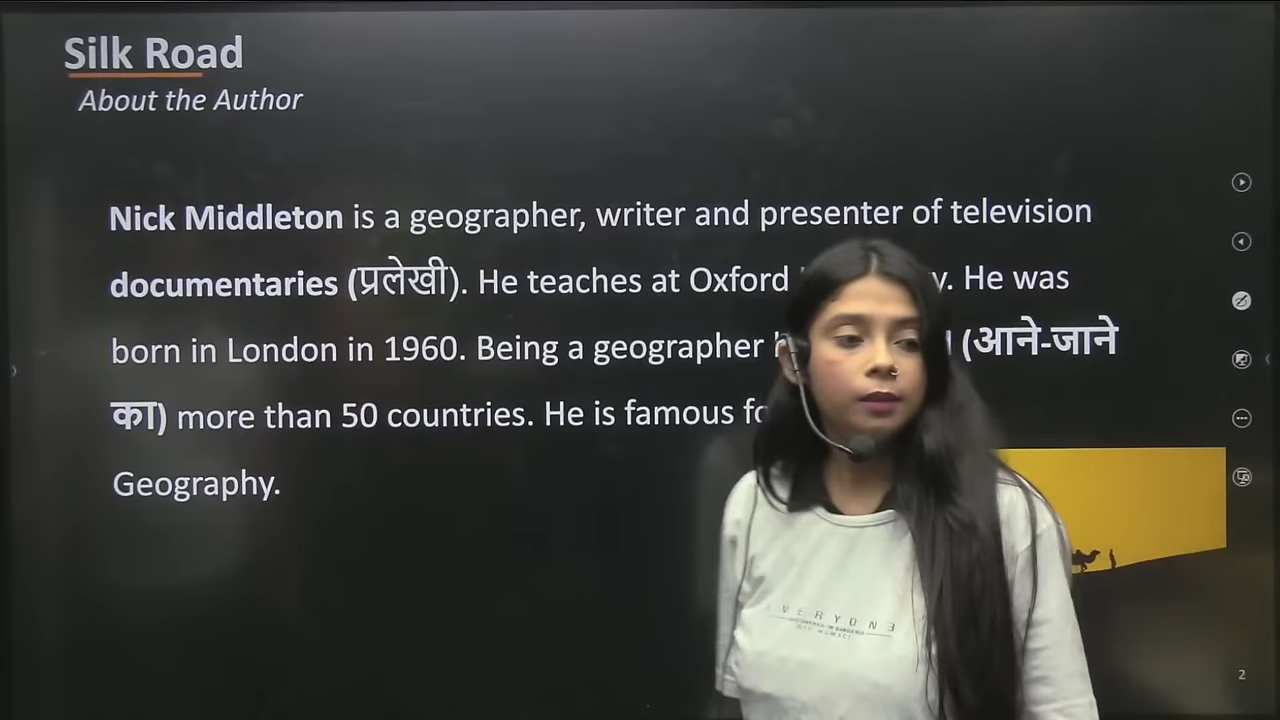 Silk Road
About the Author
Nick Middleton is a geographer, writer and presenter of television
documentaries (प्रलेखी). He teaches at Oxford He was
born in London in 1960. Being a geographer (आने-जाने
का) more than 50 countries. He is famous
Geography.
VERYONE
2